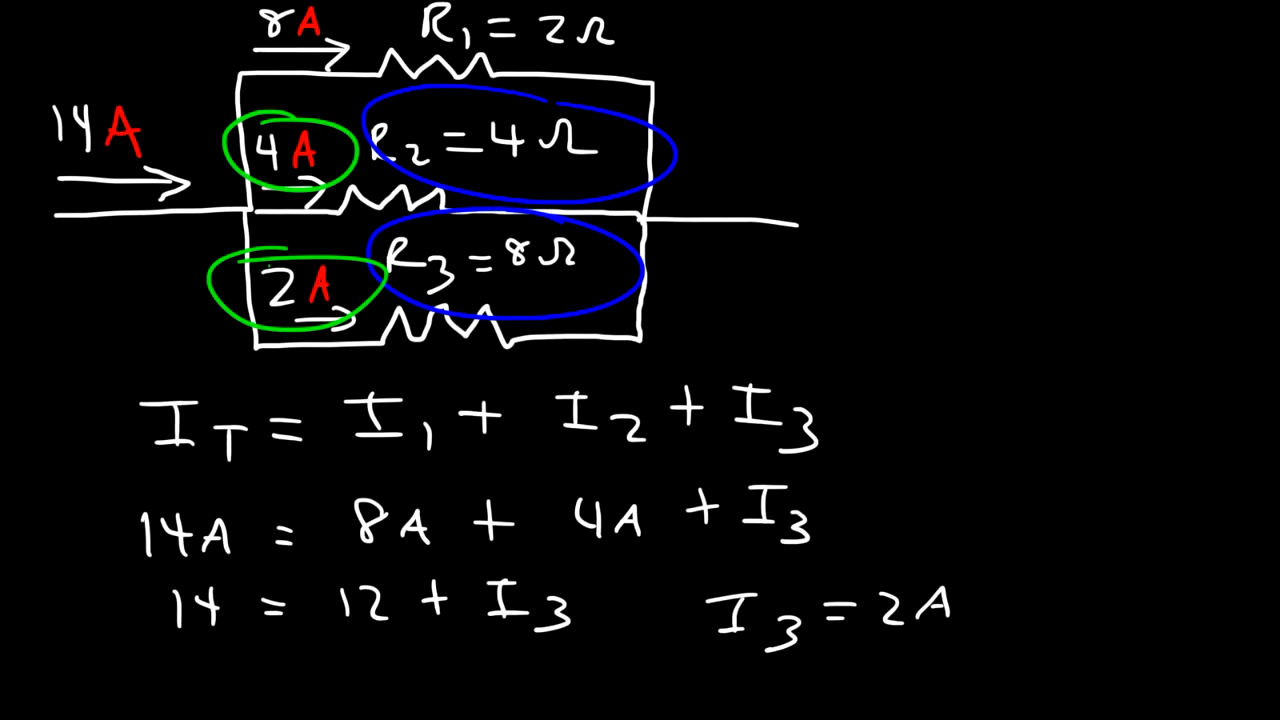 8A R₁ = 2Ω
14A
4A R₂ = 4Ω
2A R₃ = 8Ω
I_T = I₁ + I₂ + I₃
14A = 8A + 4A + I₃
14 = 12 + I₃ I₃ = 2A